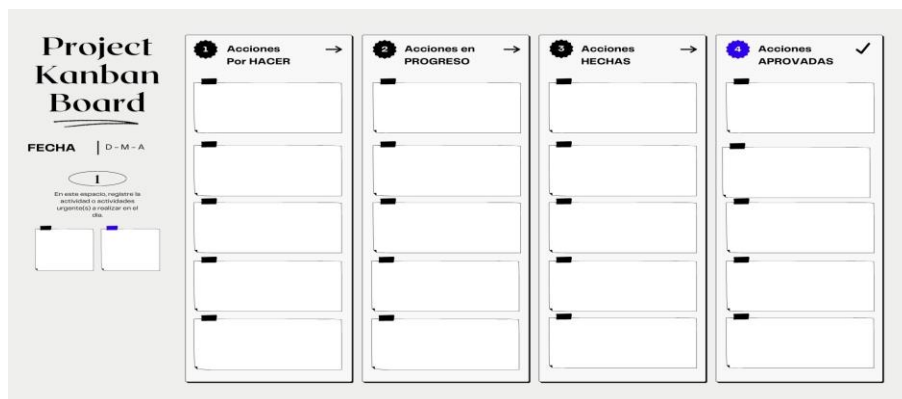 Project
Kanban
Board
FECHA | D-M-A
1
En este espacio, registre la
actividad o actividades
urgente(s) a realizar en el
día.
1 Acciones
Por HACER
2 Acciones en
PROGRESO
3 Acciones
HECHAS
4 Acciones
APROVADAS